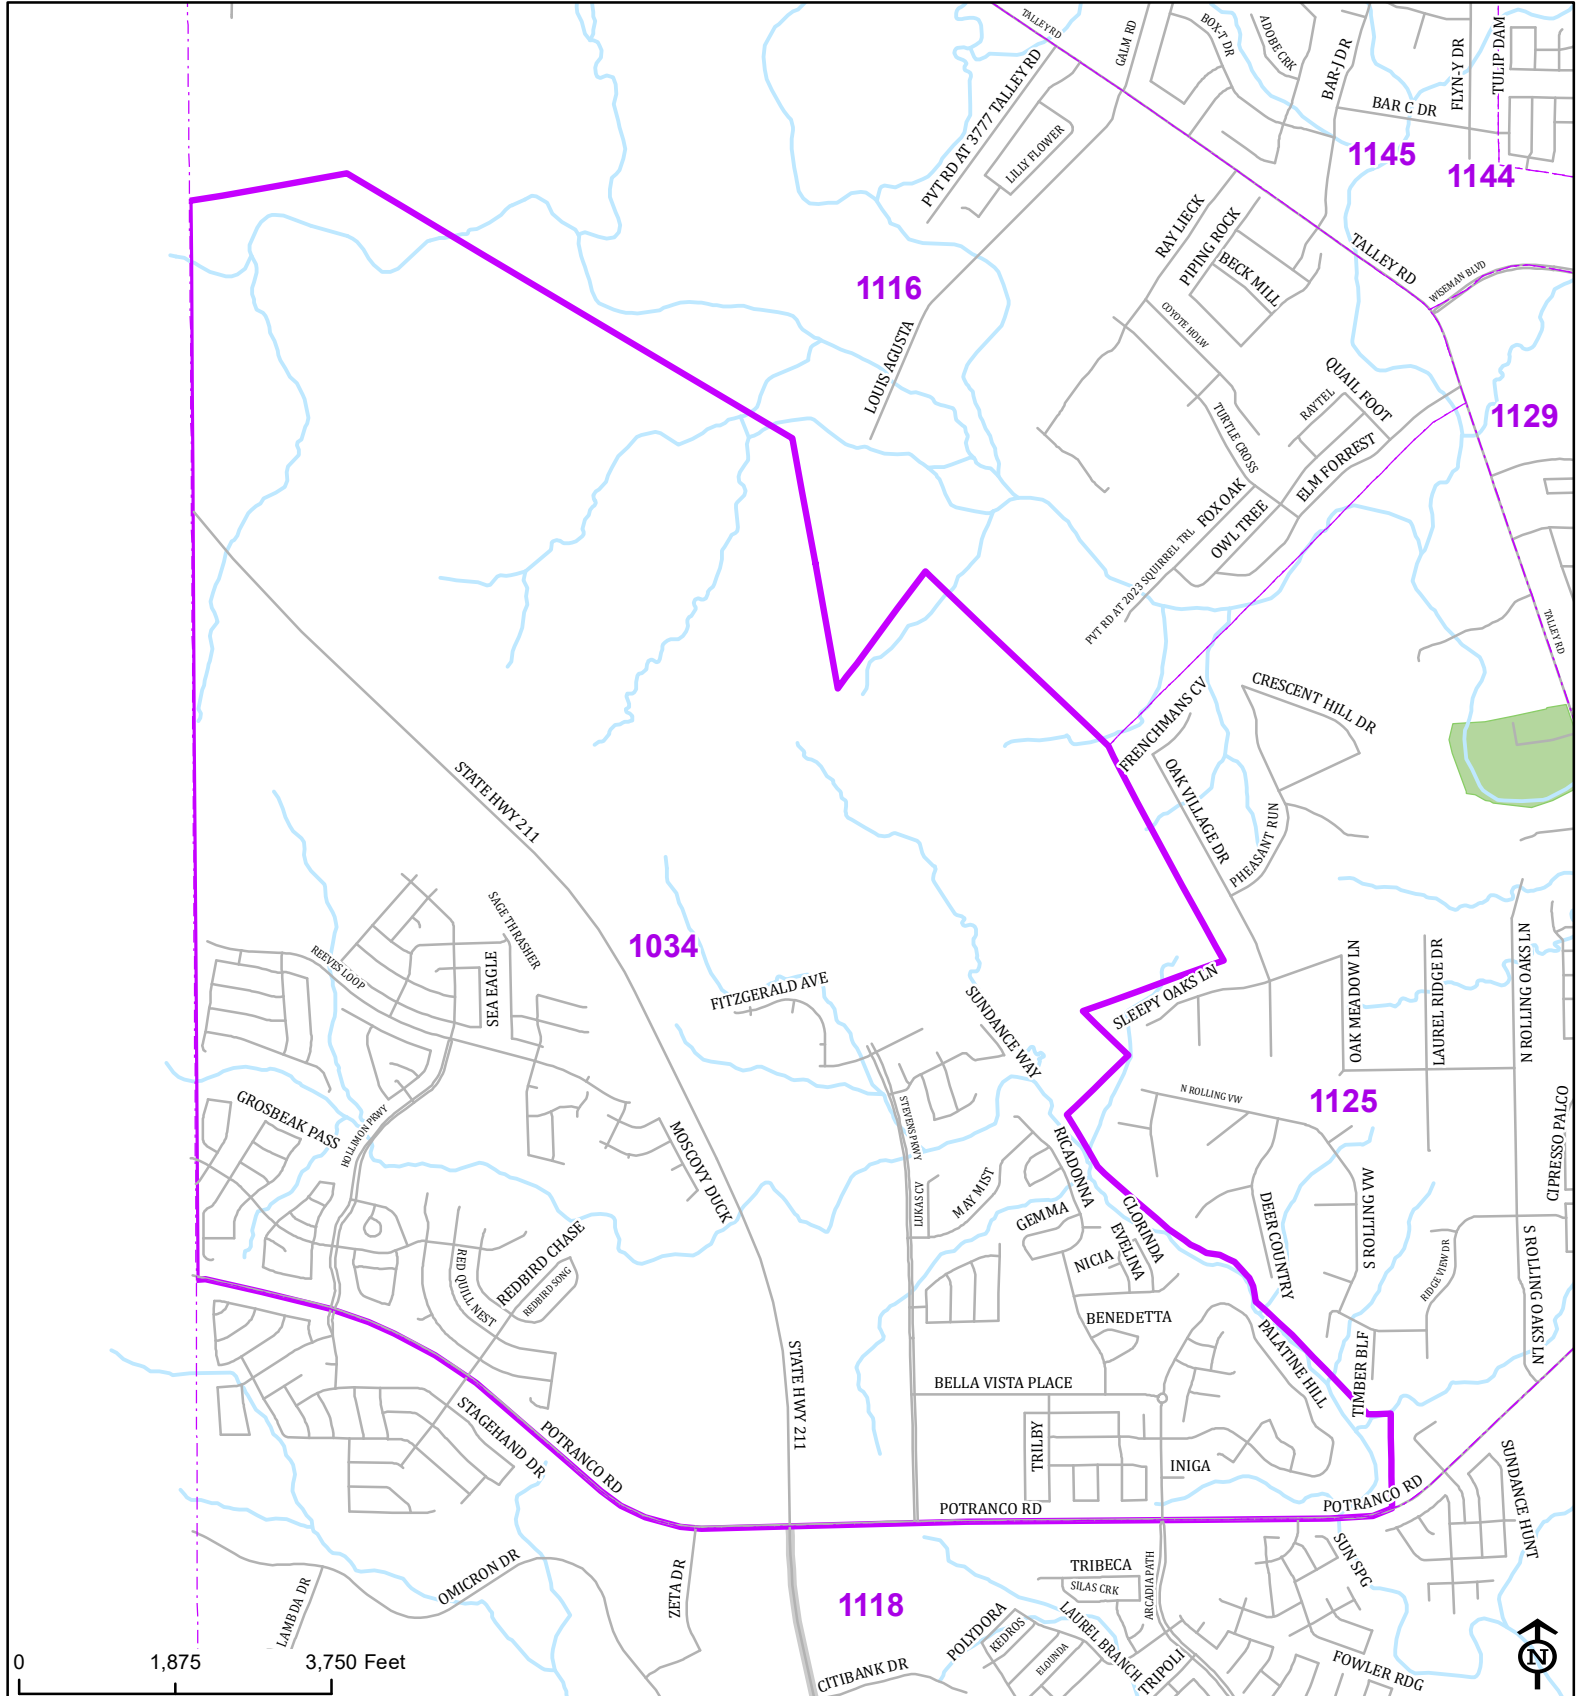 TALLEY RD
GALM RD
BOX-T DR
ADOBE CRK
BAR-J DR
FLYN-Y DR
TULIP DAM
BAR C DR
PVT RD AT 3777 TALLEY RD
LILLY FLOWER
1145
1144
RAY LIECK
PIPING ROCK
BECK MILL
TALLEY RD
WISEMAN BLVD
1116
COYOTE HOLW
LOUIS AGUSTA
QUAIL FOOT
RAYTEL
1129
TURTLE CROSS
ELM FORREST
FOX OAK
OWL TREE
PVT RD AT 2023 SQUIRREL TRL
TALLEY RD
FRENCHMANS CV
CRESCENT HILL DR
STATE HWY 211
OAK VILLAGE DR
PHEASANT RUN
SAGE THRASHER
1034
REEVES LOOP
SEA EAGLE
FITZGERALD AVE
SUNDANCE WAY
SLEEPY OAKS LN
OAK MEADOW LN
LAUREL RIDGE DR
N ROLLING OAKS LN
N ROLLING VW
1125
GROSBEAK PASS
HOLLIMON PKWY
STEVENS PKWY
MOSCOVY DUCK
RICADONNA
CIPRESSO PALCO
LUKAS CV
MAY MIST
GEMMA
CLORINDA
EVELINA
NICIA
DEER COUNTRY
S ROLLING VW
RIDGE VIEW DR
S ROLLING OAKS LN
RED QUILL NEST
REDBIRD CHASE
REDBIRD SONG
BENEDETTA
PALATINE HILL
TIMBER BLF
STATE HWY 211
BELLA VISTA PLACE
STAGEHAND DR
POTRANCO RD
TRILBY
INIGA
POTRANCO RD
POTRANCO RD
SUNDANCE HUNT
SUN SPG
OMICRON DR
LAMBDA DR
ZETA DR
TRIBECA
SILAS CRK
ARCADIA PATH
1118
POLYDORA
KEDROS
ELOUNDA
LAUREL BRANCH
TRIPOLI
CITIBANK DR
FOWLER RDG
0 1,875 3,750 Feet
N